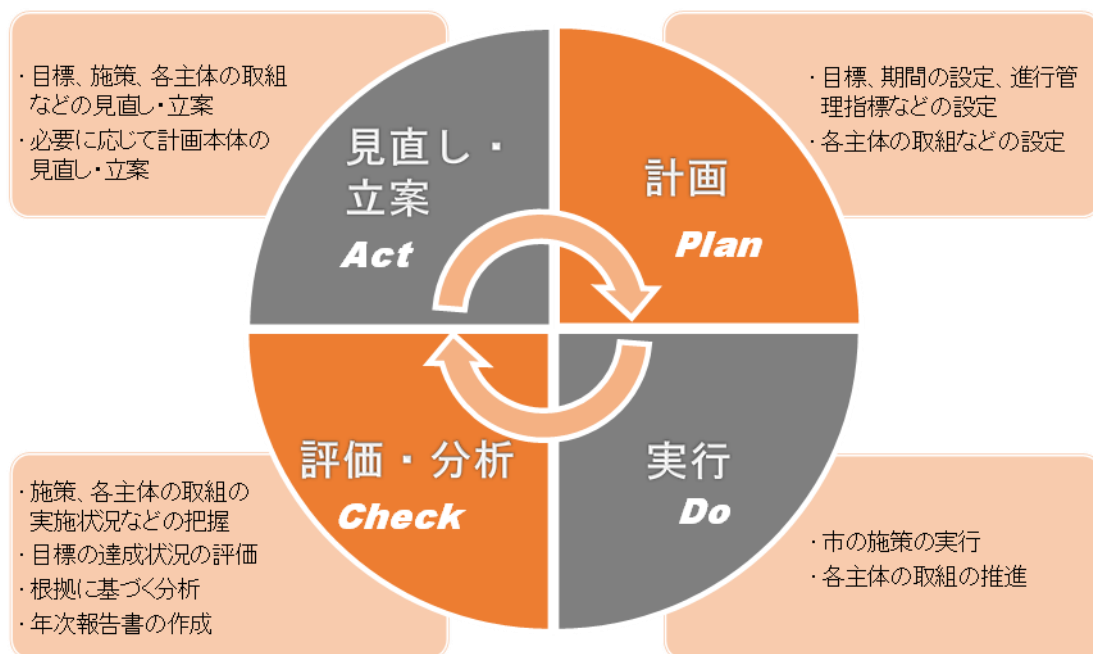 ・目標、施策、各主体の取組
などの見直し・立案
・必要に応じて計画本体の
見直し・立案
見直し・
立案
Act
計画
Plan
・目標、期間の設定、進行管
理指標などの設定
・各主体の取組などの設定
評価・分析
Check
・施策、各主体の取組の
実施状況などの把握
・目標の達成状況の評価
・根拠に基づく分析
・年次報告書の作成
実行
Do
・市の施策の実行
・各主体の取組の推進